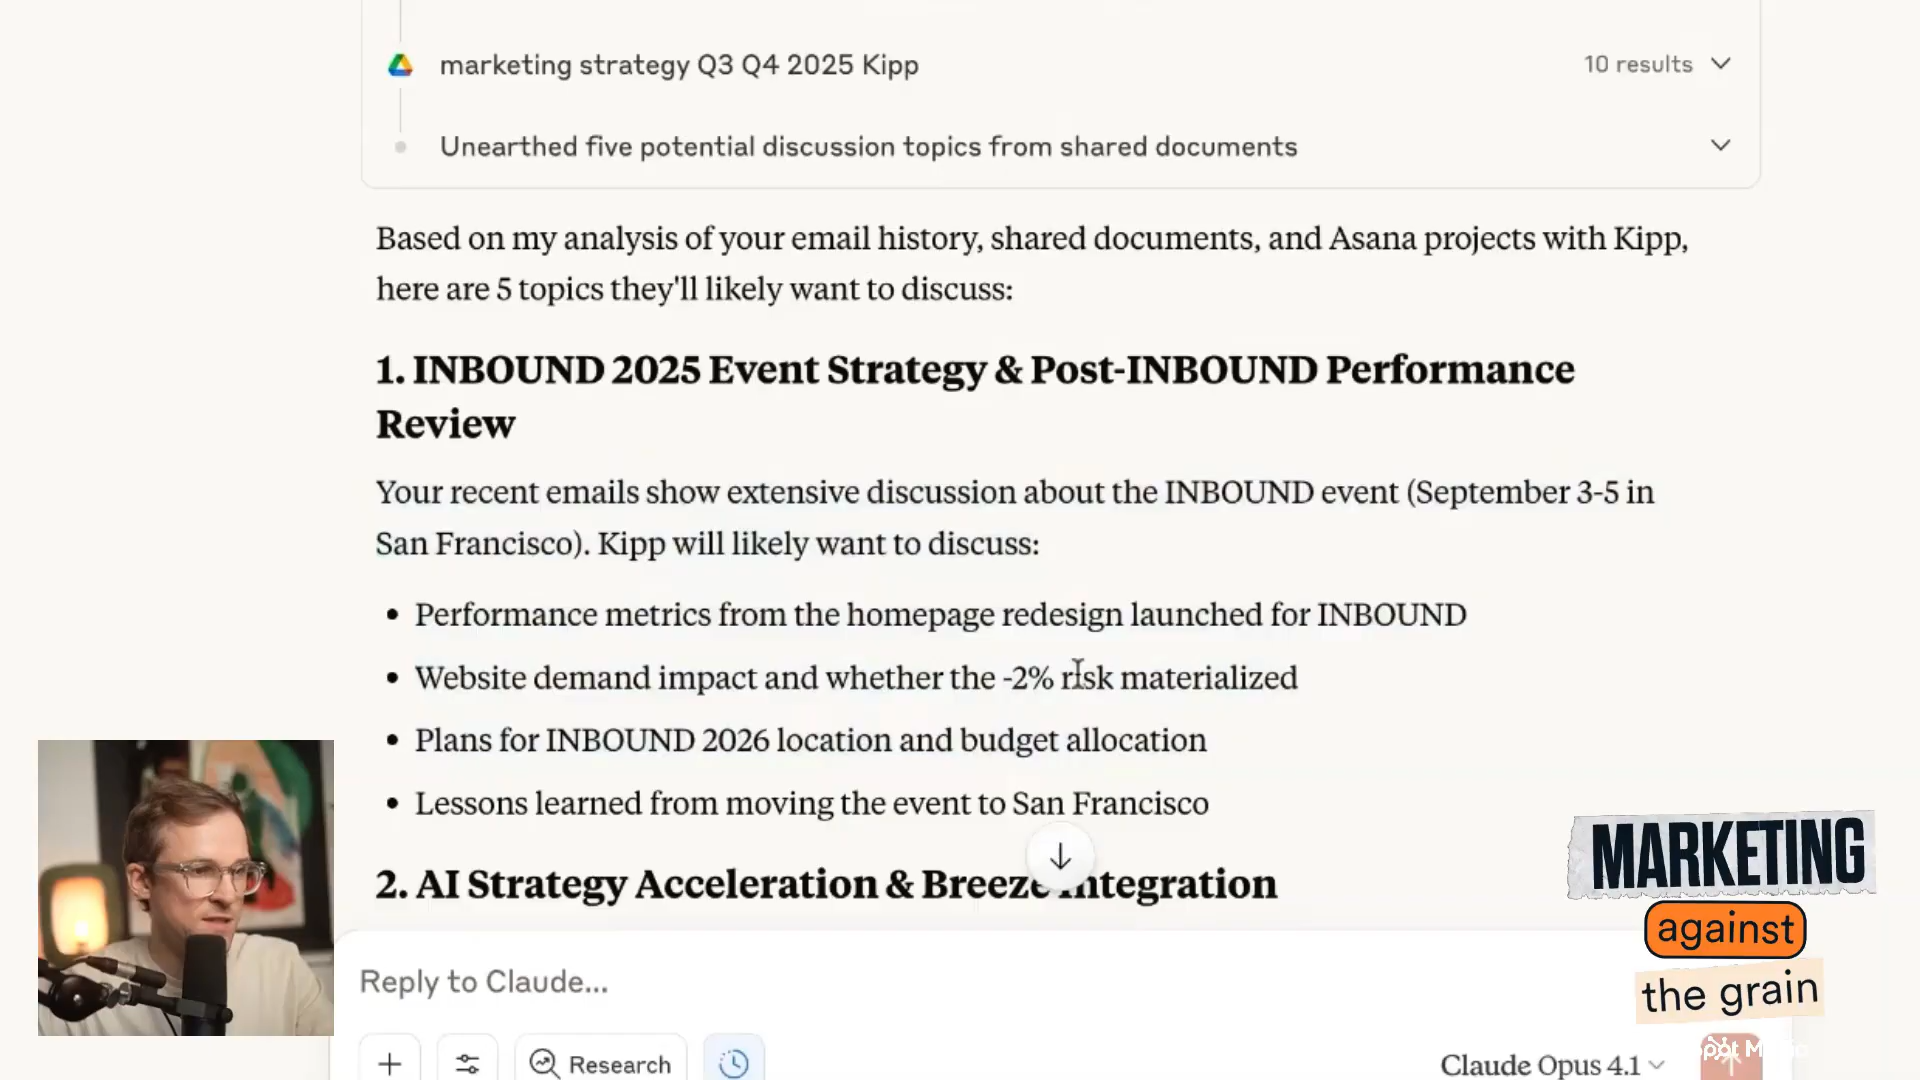 marketing strategy Q3 Q4 2025 Kipp
10 results
Unearthed five potential discussion topics from shared documents
Based on my analysis of your email history, shared documents, and Asana projects with Kipp,
here are 5 topics they'll likely want to discuss:
1. INBOUND 2025 Event Strategy & Post-INBOUND Performance
Review
Your recent emails show extensive discussion about the INBOUND event (September 3-5 in
San Francisco). Kipp will likely want to discuss:
• Performance metrics from the homepage redesign launched for INBOUND
• Website demand impact and whether the -2% risk materialized
• Plans for INBOUND 2026 location and budget allocation
• Lessons learned from moving the event to San Francisco
2. AI Strategy Acceleration & Breeze Integration
MARKETING
against
the grain
Reply to Claude...
Research
Claude Opus 4.1